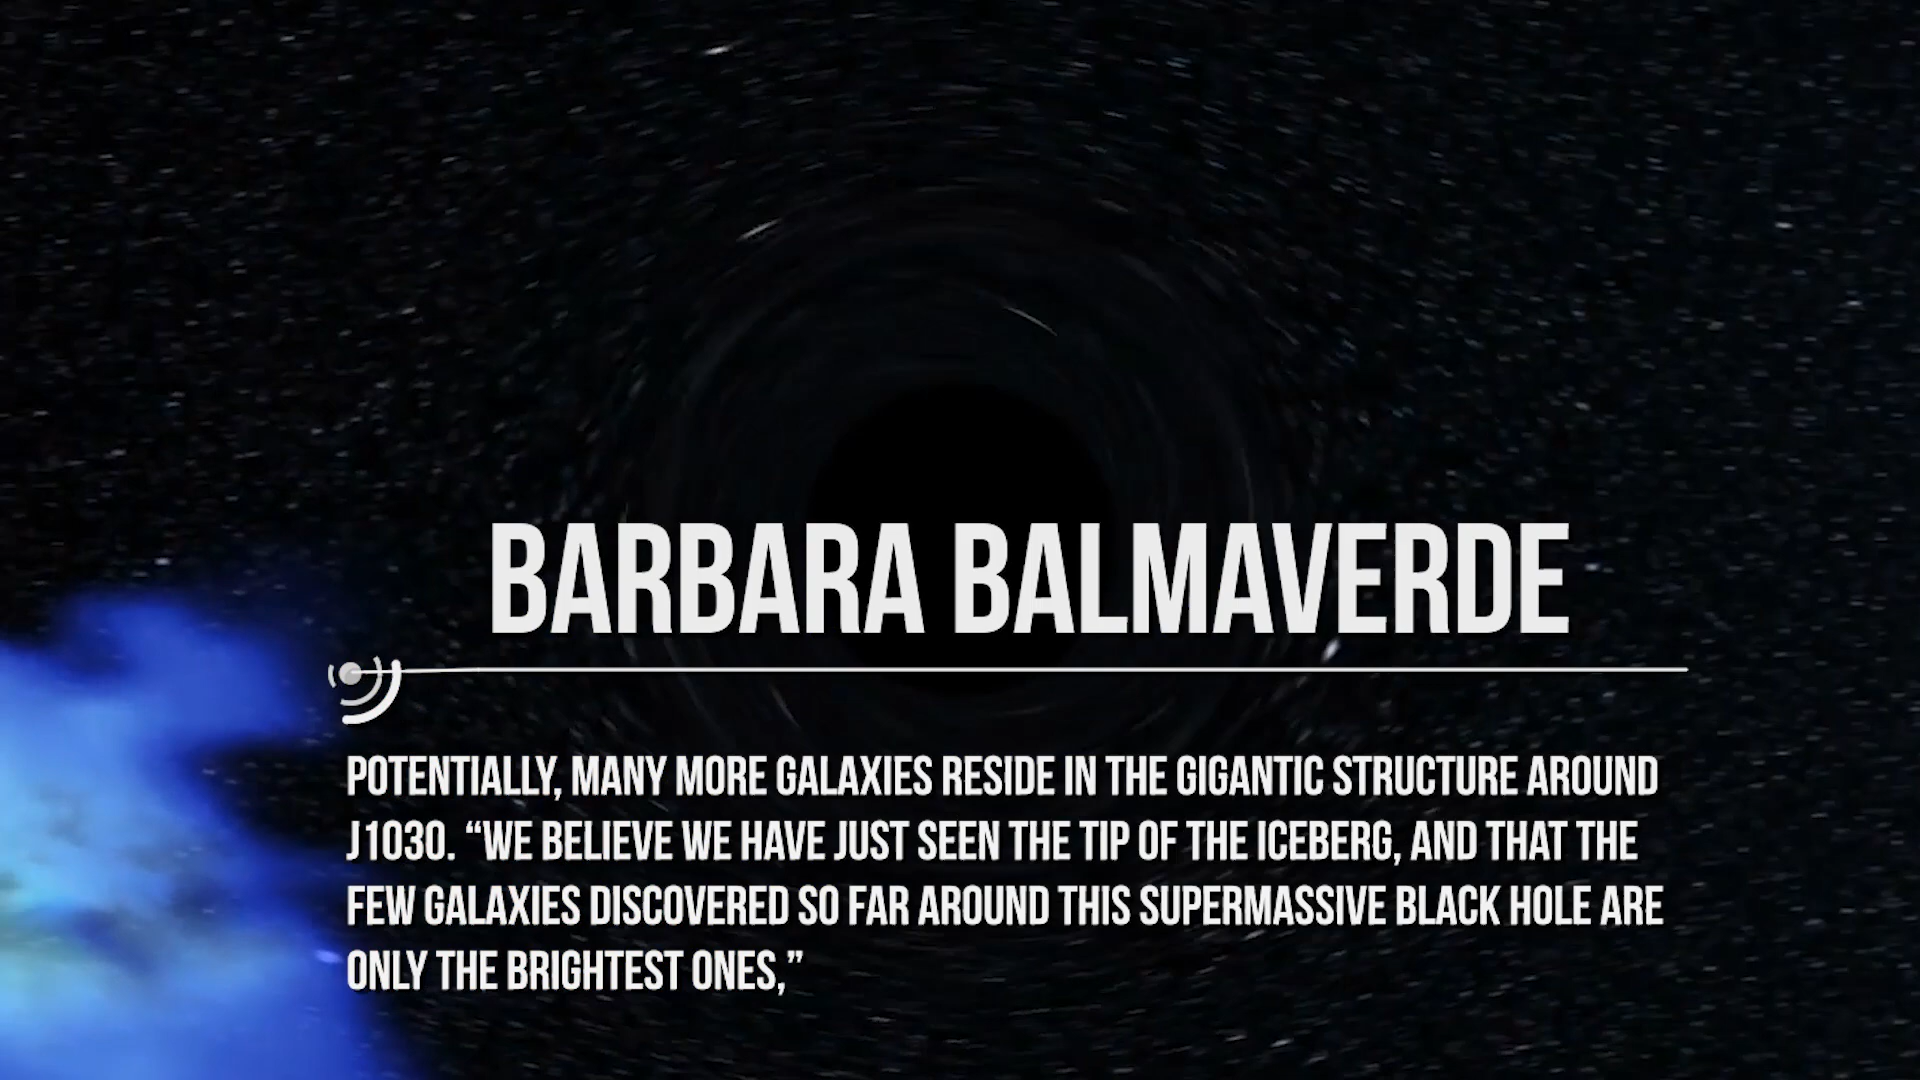 BARBARA BALMAVERDE
POTENTIALLY, MANY MORE GALAXIES RESIDE IN THE GIGANTIC STRUCTURE AROUND
J1030. “WE BELIEVE WE HAVE JUST SEEN THE TIP OF THE ICEBERG, AND THAT THE
FEW GALAXIES DISCOVERED SO FAR AROUND THIS SUPERMASSIVE BLACK HOLE ARE
ONLY THE BRIGHTEST ONES,”